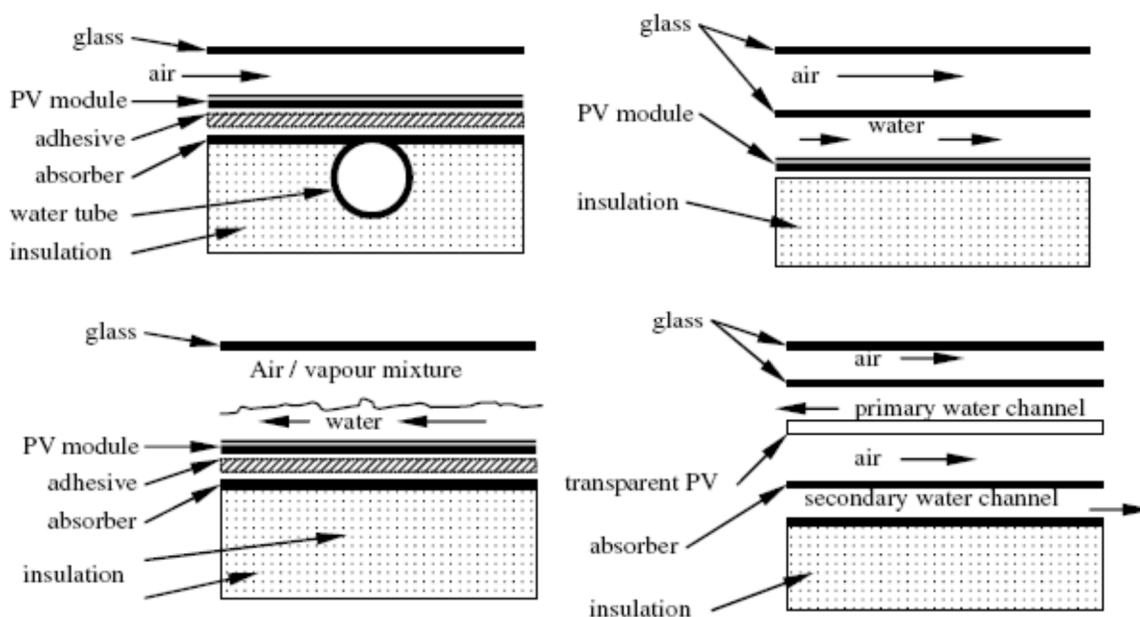 glass
air
PV module
adhesive
absorber
water tube
insulation
glass
air
water
PV module
insulation
glass
Air / vapour mixture
water
PV module
adhesive
absorber
insulation
glass
air
primary water channel
air
transparent PV
secondary water channel
absorber
insulation